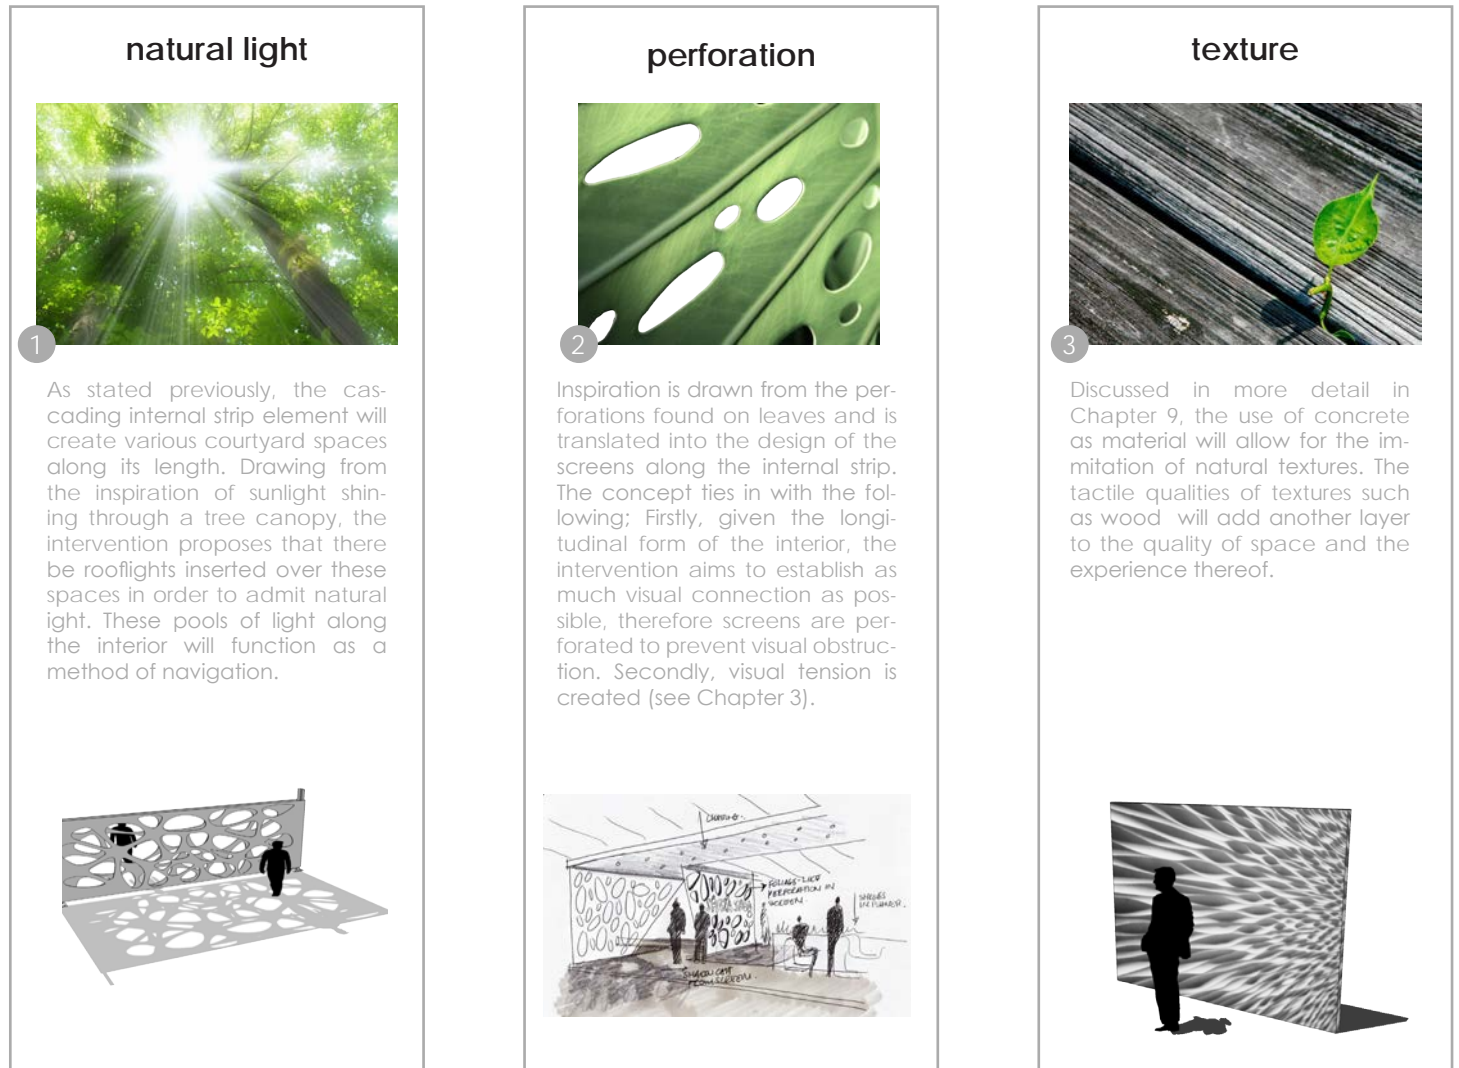 natural light
1
As stated previously, the cas-
cading internal strip element will
create various courtyard spaces
along its length. Drawing from
the inspiration of sunlight shin-
ing through a tree canopy, the
intervention proposes that there
be rooflights inserted over these
spaces in order to admit natural
ight. These pools of light along
the interior will function as a
method of navigation.
perforation
2
Inspiration is drawn from the per-
forations found on leaves and is
translated into the design of the
screens along the internal strip.
The concept ties in with the fol-
lowing; Firstly, given the longi-
tudinal form of the interior, the
intervention aims to establish as
much visual connection as pos-
sible, therefore screens are per-
forated to prevent visual obstruc-
tion. Secondly, visual tension is
created (see Chapter 3).
FOLIAGE-LIKE
PERFORATION IN
SCREEN.
SHADOW CAST
FROM SCREEN.
texture
3
Discussed in more detail in
Chapter 9, the use of concrete
as material will allow for the im-
mitation of natural textures. The
tactile qualities of textures such
as wood will add another layer
to the quality of space and the
experience thereof.